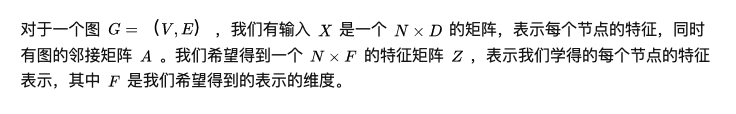 对于一个图 G = （V, E） ，我们有输入 X 是一个 N × D 的矩阵，表示每个节点的特征，同时
有图的邻接矩阵 A 。我们希望得到一个 N × F 的特征矩阵 Z ，表示我们学得的每个节点的特征
表示，其中 F 是我们希望得到的表示的维度。